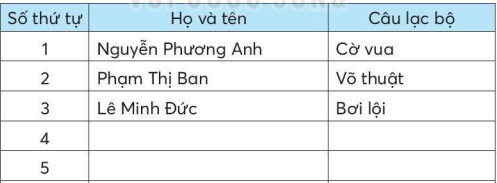 Số thứ tự Họ và tên Câu lạc bộ
1 Nguyễn Phương Anh Cờ vua
2 Phạm Thị Ban Võ thuật
3 Lê Minh Đức Bơi lội
4
5